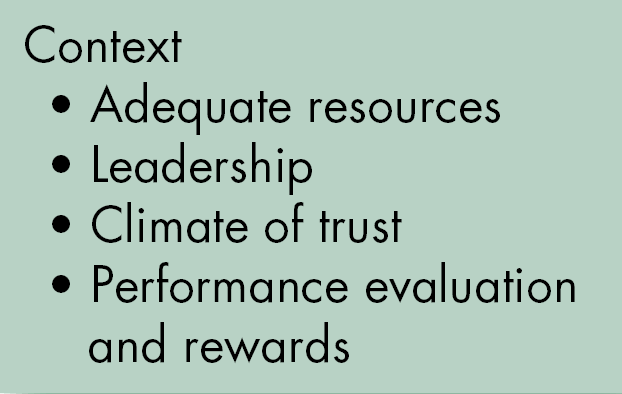 Context
• Adequate resources
• Leadership
• Climate of trust
• Performance evaluation
and rewards